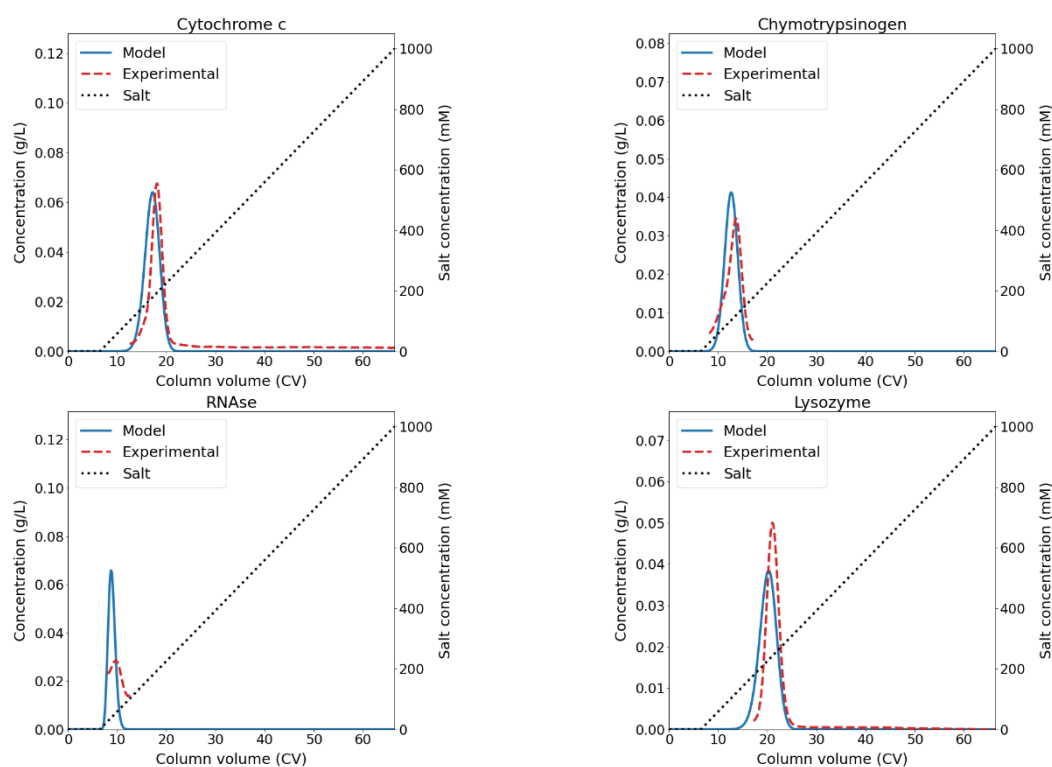 Cytochrome c
Model
Experimental
Salt
Concentration (g/L)
0.12
0.10
0.08
0.06
0.04
0.02
0.00
0 10 20 30 40 50 60
Column volume (CV)
1000
800
600
400
200
0
Salt concentration (mM)
Chymotrypsinogen
Model
Experimental
Salt
Concentration (g/L)
0.08
0.07
0.06
0.05
0.04
0.03
0.02
0.01
0.00
0 10 20 30 40 50 60
Column volume (CV)
1000
800
600
400
200
0
Salt concentration (mM)
RNAse
Model
Experimental
Salt
Concentration (g/L)
0.12
0.10
0.08
0.06
0.04
0.02
0.00
0 10 20 30 40 50 60
Column volume (CV)
1000
800
600
400
200
0
Salt concentration (mM)
Lysozyme
Model
Experimental
Salt
Concentration (g/L)
0.07
0.06
0.05
0.04
0.03
0.02
0.01
0.00
0 10 20 30 40 50 60
Column volume (CV)
1000
800
600
400
200
0
Salt concentration (mM)